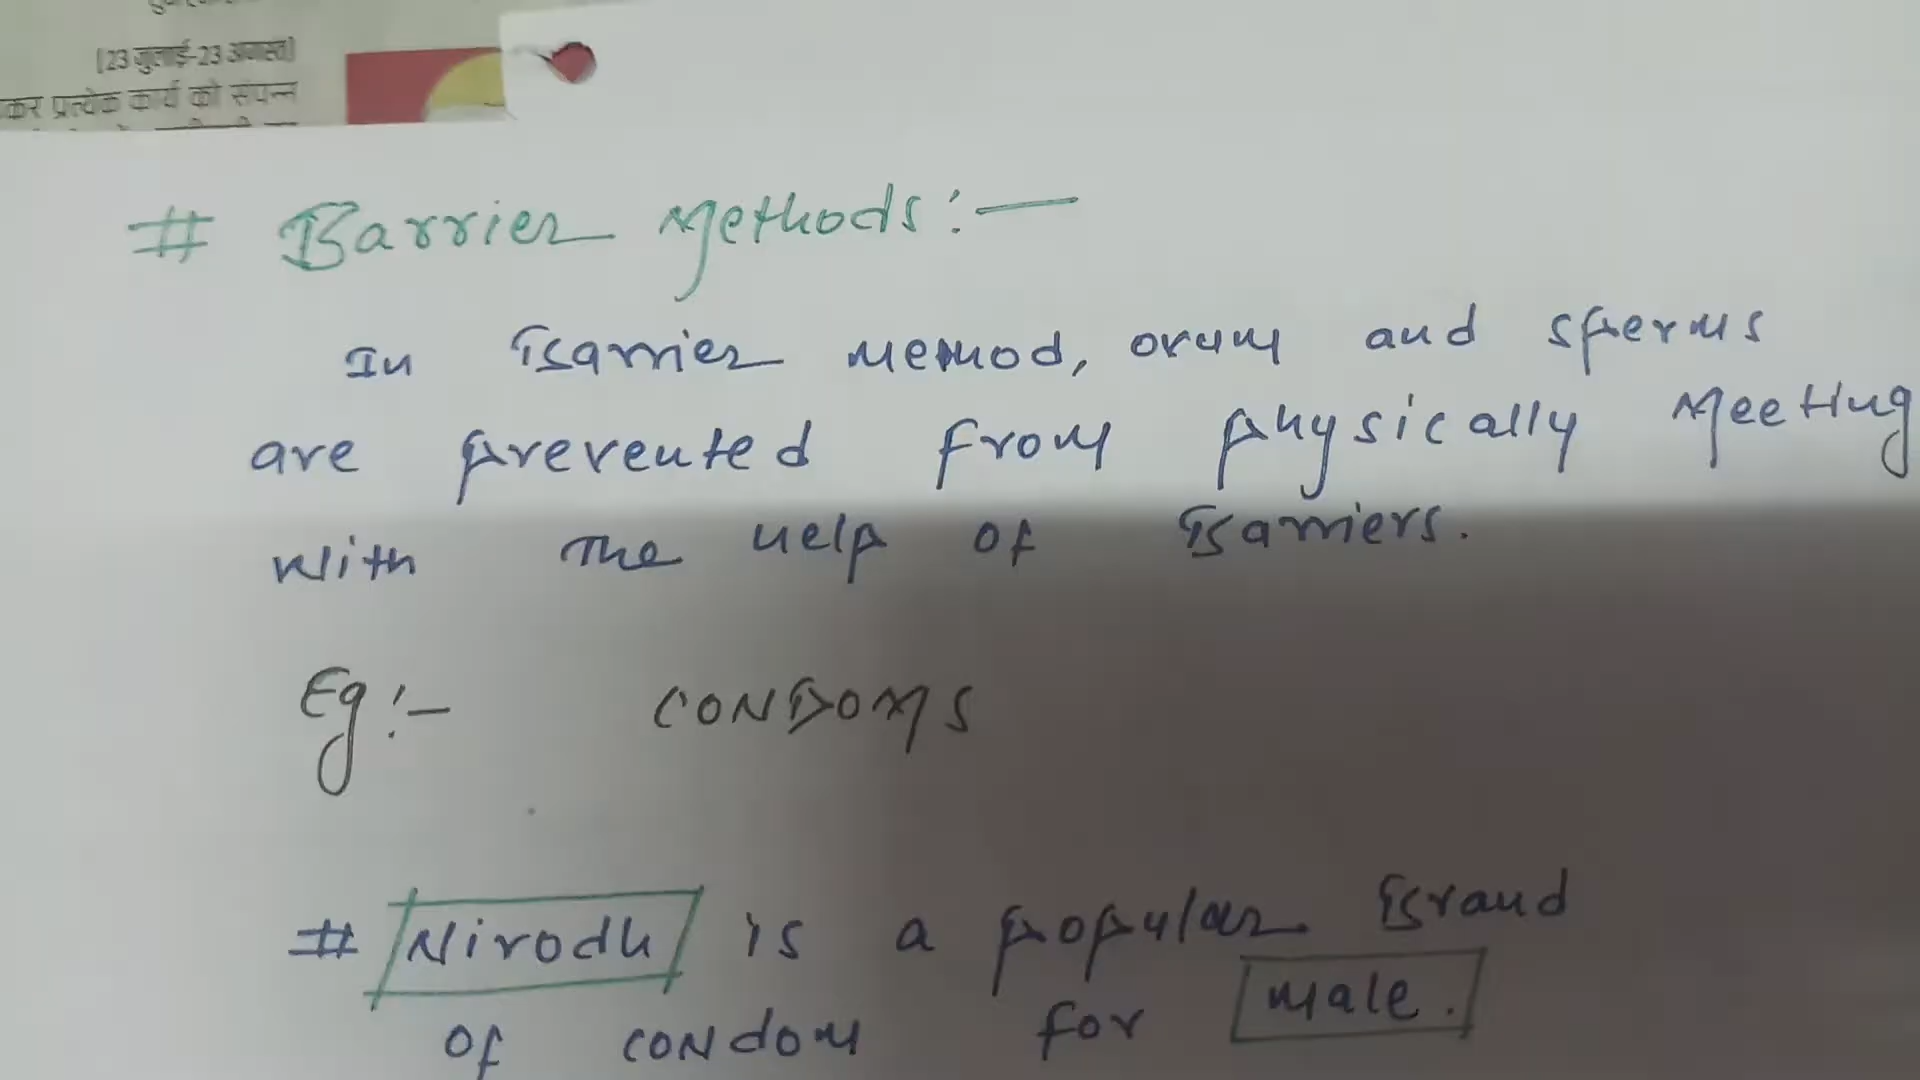 [23 जुलाई-23 अगस्त]
कर प्रत्येक कार्य को संपन्न
# Barrier Methods:—
In Barrier method, ovum and sperms
are prevented from physically meeting
with the help of Barriers.
Eg:- CONDOMS
# Nirodh is a popular Brand
of condom for male.